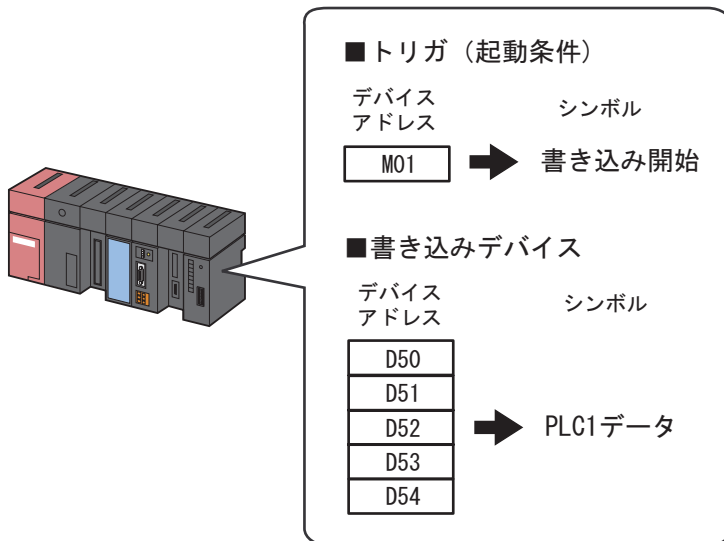 ■トリガ（起動条件）
デバイス
アドレス
シンボル
M01
書き込み開始
■書き込みデバイス
デバイス
アドレス
シンボル
D50
D51
D52
D53
D54
PLC1データ